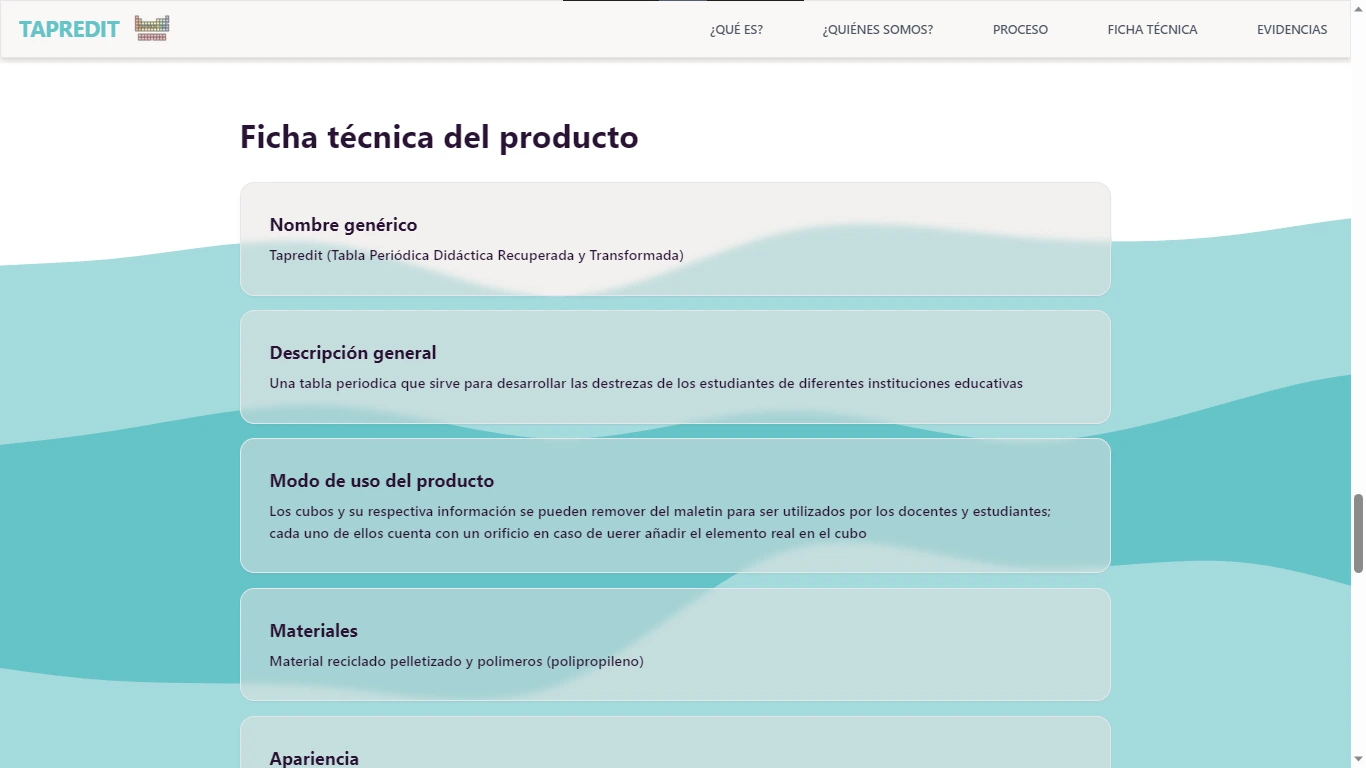 TAPREDIT
¿QUÉ ES?
¿QUIÉNES SOMOS?
PROCESO
FICHA TÉCNICA
EVIDENCIAS
Ficha técnica del producto
Nombre genérico
Tapredit (Tabla Periódica Didáctica Recuperada y Transformada)
Descripción general
Una tabla periodica que sirve para desarrollar las destrezas de los estudiantes de diferentes instituciones educativas
Modo de uso del producto
Los cubos y su respectiva información se pueden remover del maletin para ser utilizados por los docentes y estudiantes;
cada uno de ellos cuenta con un orificio en caso de uerer añadir el elemento real en el cubo
Materiales
Material reciclado pelletizado y polimeros (polipropileno)
Apariencia